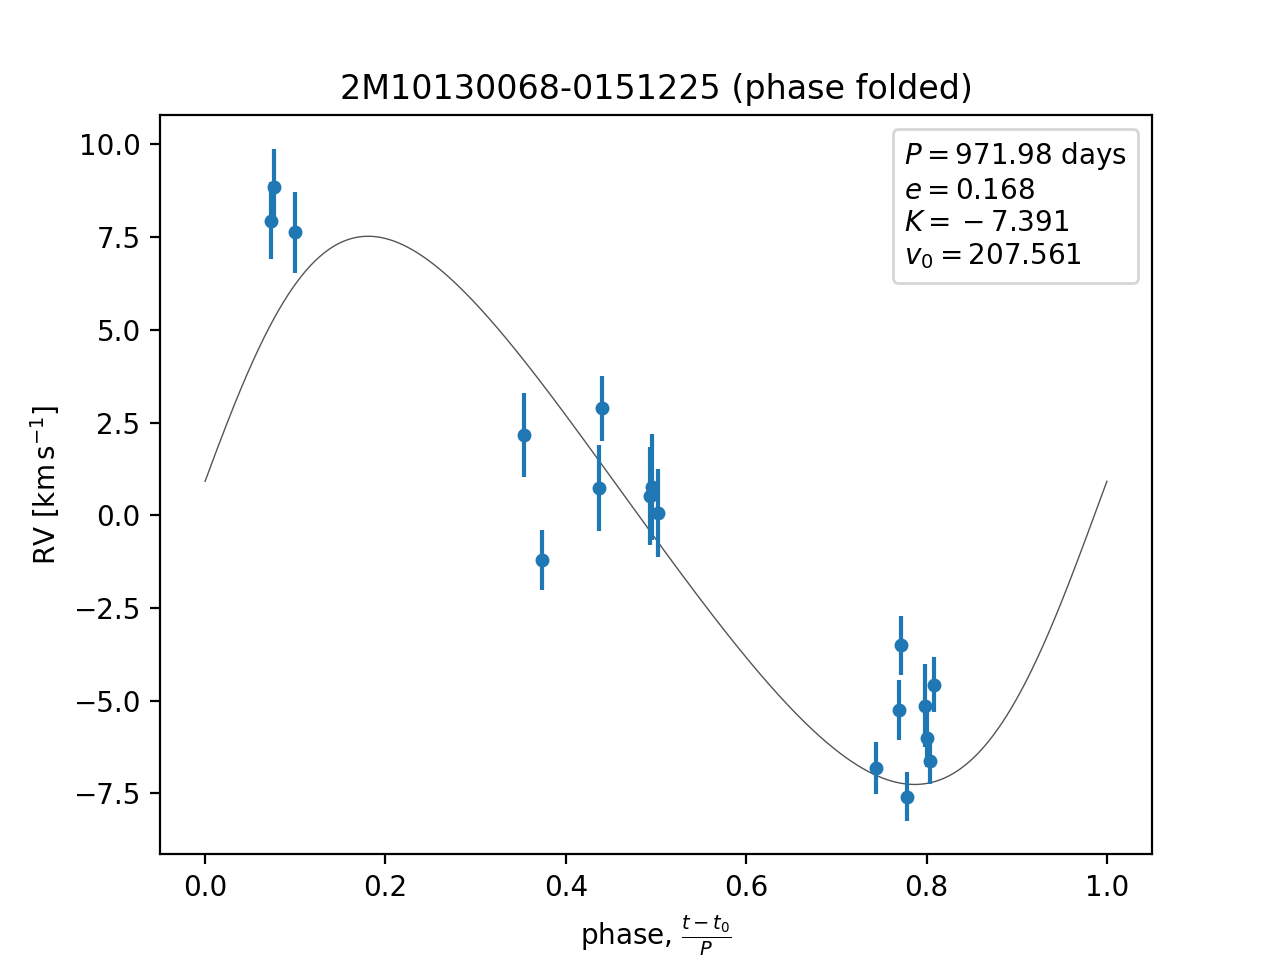 2M10130068-0151225 (phase folded)
P = 971.98 days
e = 0.168
K = −7.391
v₀ = 207.561
10.0
7.5
5.0
2.5
0.0
−2.5
−5.0
−7.5
RV [km s⁻¹]
0.0 0.2 0.4 0.6 0.8 1.0
phase, (t − t₀)/P